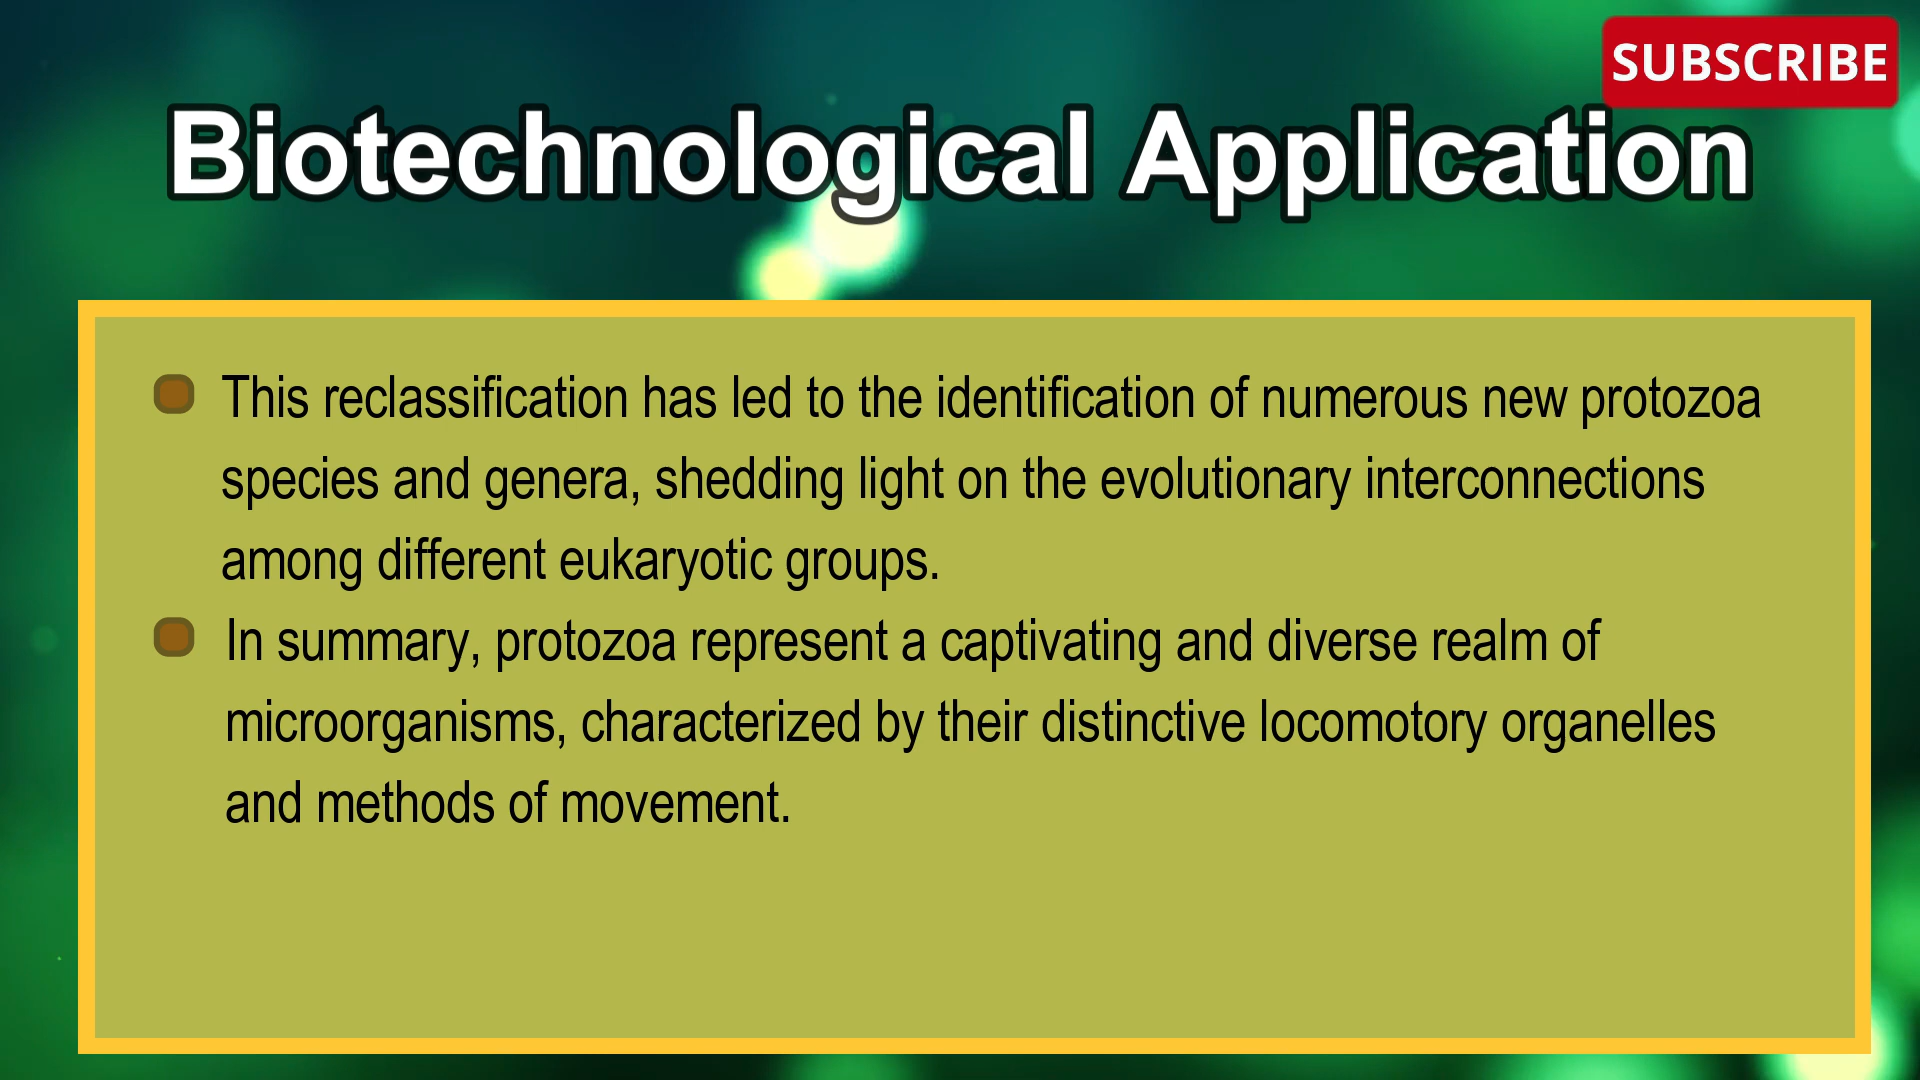 SUBSCRIBE
Biotechnological Application
This reclassification has led to the identification of numerous new protozoa
species and genera, shedding light on the evolutionary interconnections
among different eukaryotic groups.
In summary, protozoa represent a captivating and diverse realm of
microorganisms, characterized by their distinctive locomotory organelles
and methods of movement.